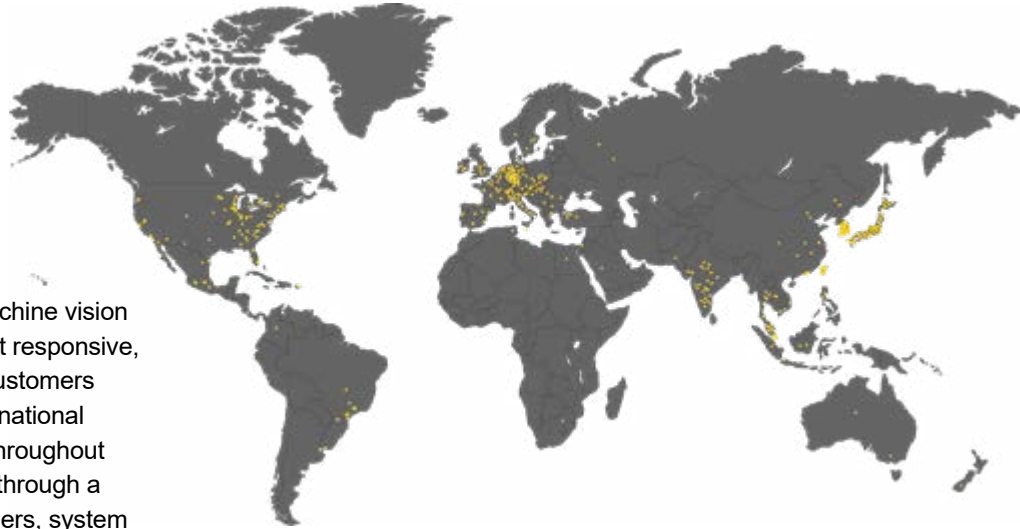 chine vision
t responsive,
ustomers
national
hroughout
through a
ers, system